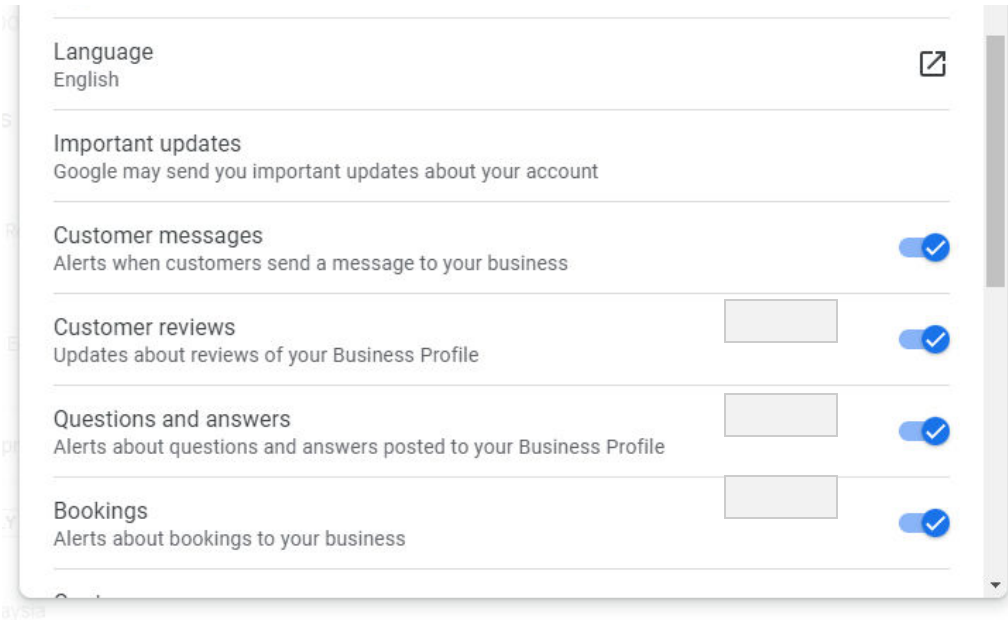 Language
English
Important updates
Google may send you important updates about your account
Customer messages
Alerts when customers send a message to your business
Customer reviews
Updates about reviews of your Business Profile
Questions and answers
Alerts about questions and answers posted to your Business Profile
Bookings
Alerts about bookings to your business
aysia